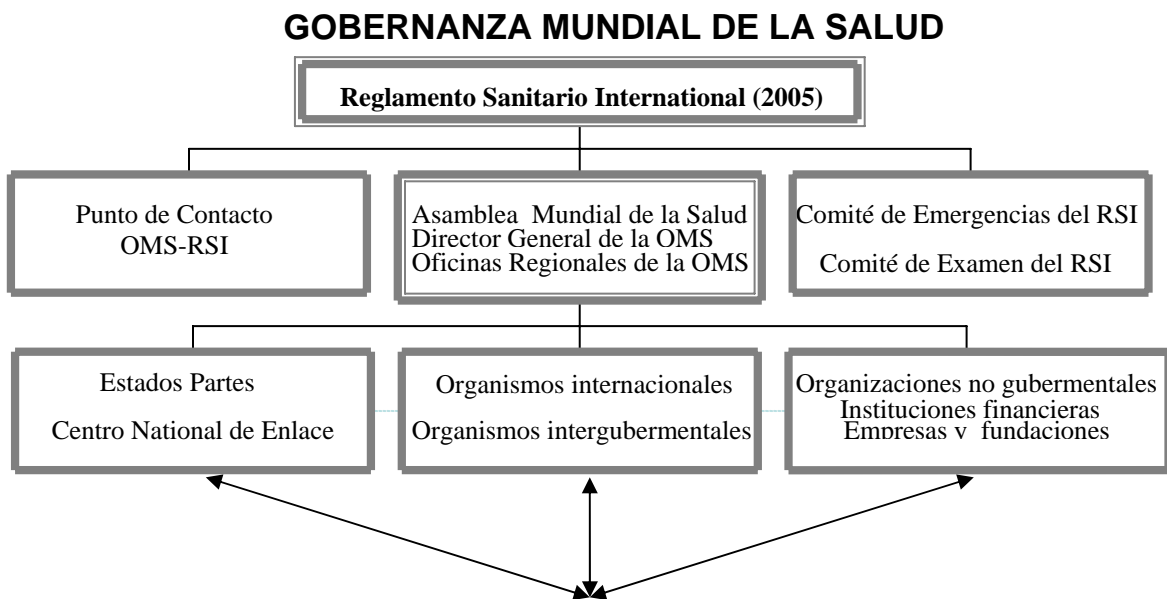 GOBERNANZA MUNDIAL DE LA SALUD
Reglamento Sanitario International (2005)
Punto de Contacto
OMS-RSI
Asamblea Mundial de la Salud
Director General de la OMS
Oficinas Regionales de la OMS
Comité de Emergencias del RSI
Comité de Examen del RSI
Estados Partes
Centro National de Enlace
Organismos internacionales
Organismos intergubermentales
Organizaciones no gubermentales
Instituciones financieras
Empresas y fundaciones